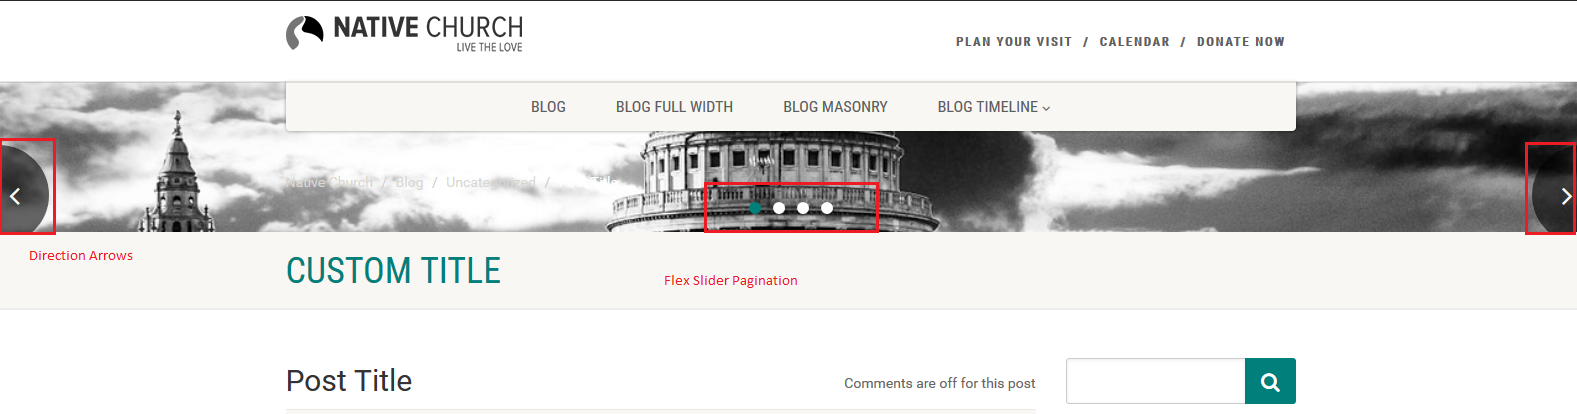 NATIVE CHURCH
LIVE THE LOVE
PLAN YOUR VISIT / CALENDAR / DONATE NOW
BLOG BLOG FULL WIDTH BLOG MASONRY BLOG TIMELINE
Native Church / Blog / Uncategorized / Title
Direction Arrows
CUSTOM TITLE
Flex Slider Pagination
Post Title
Comments are off for this post